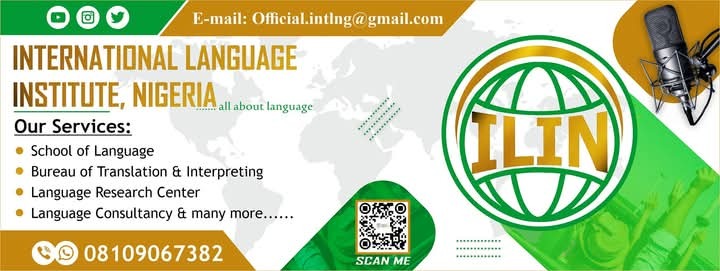 E-mail: Official.intlng@gmail.com
INTERNATIONAL LANGUAGE
INSTITUTE, NIGERIA
....... all about language
Our Services:
School of Language
Bureau of Translation & Interpreting
Language Research Center
Language Consultancy & many more......
08109067382
SCAN ME
ILIN